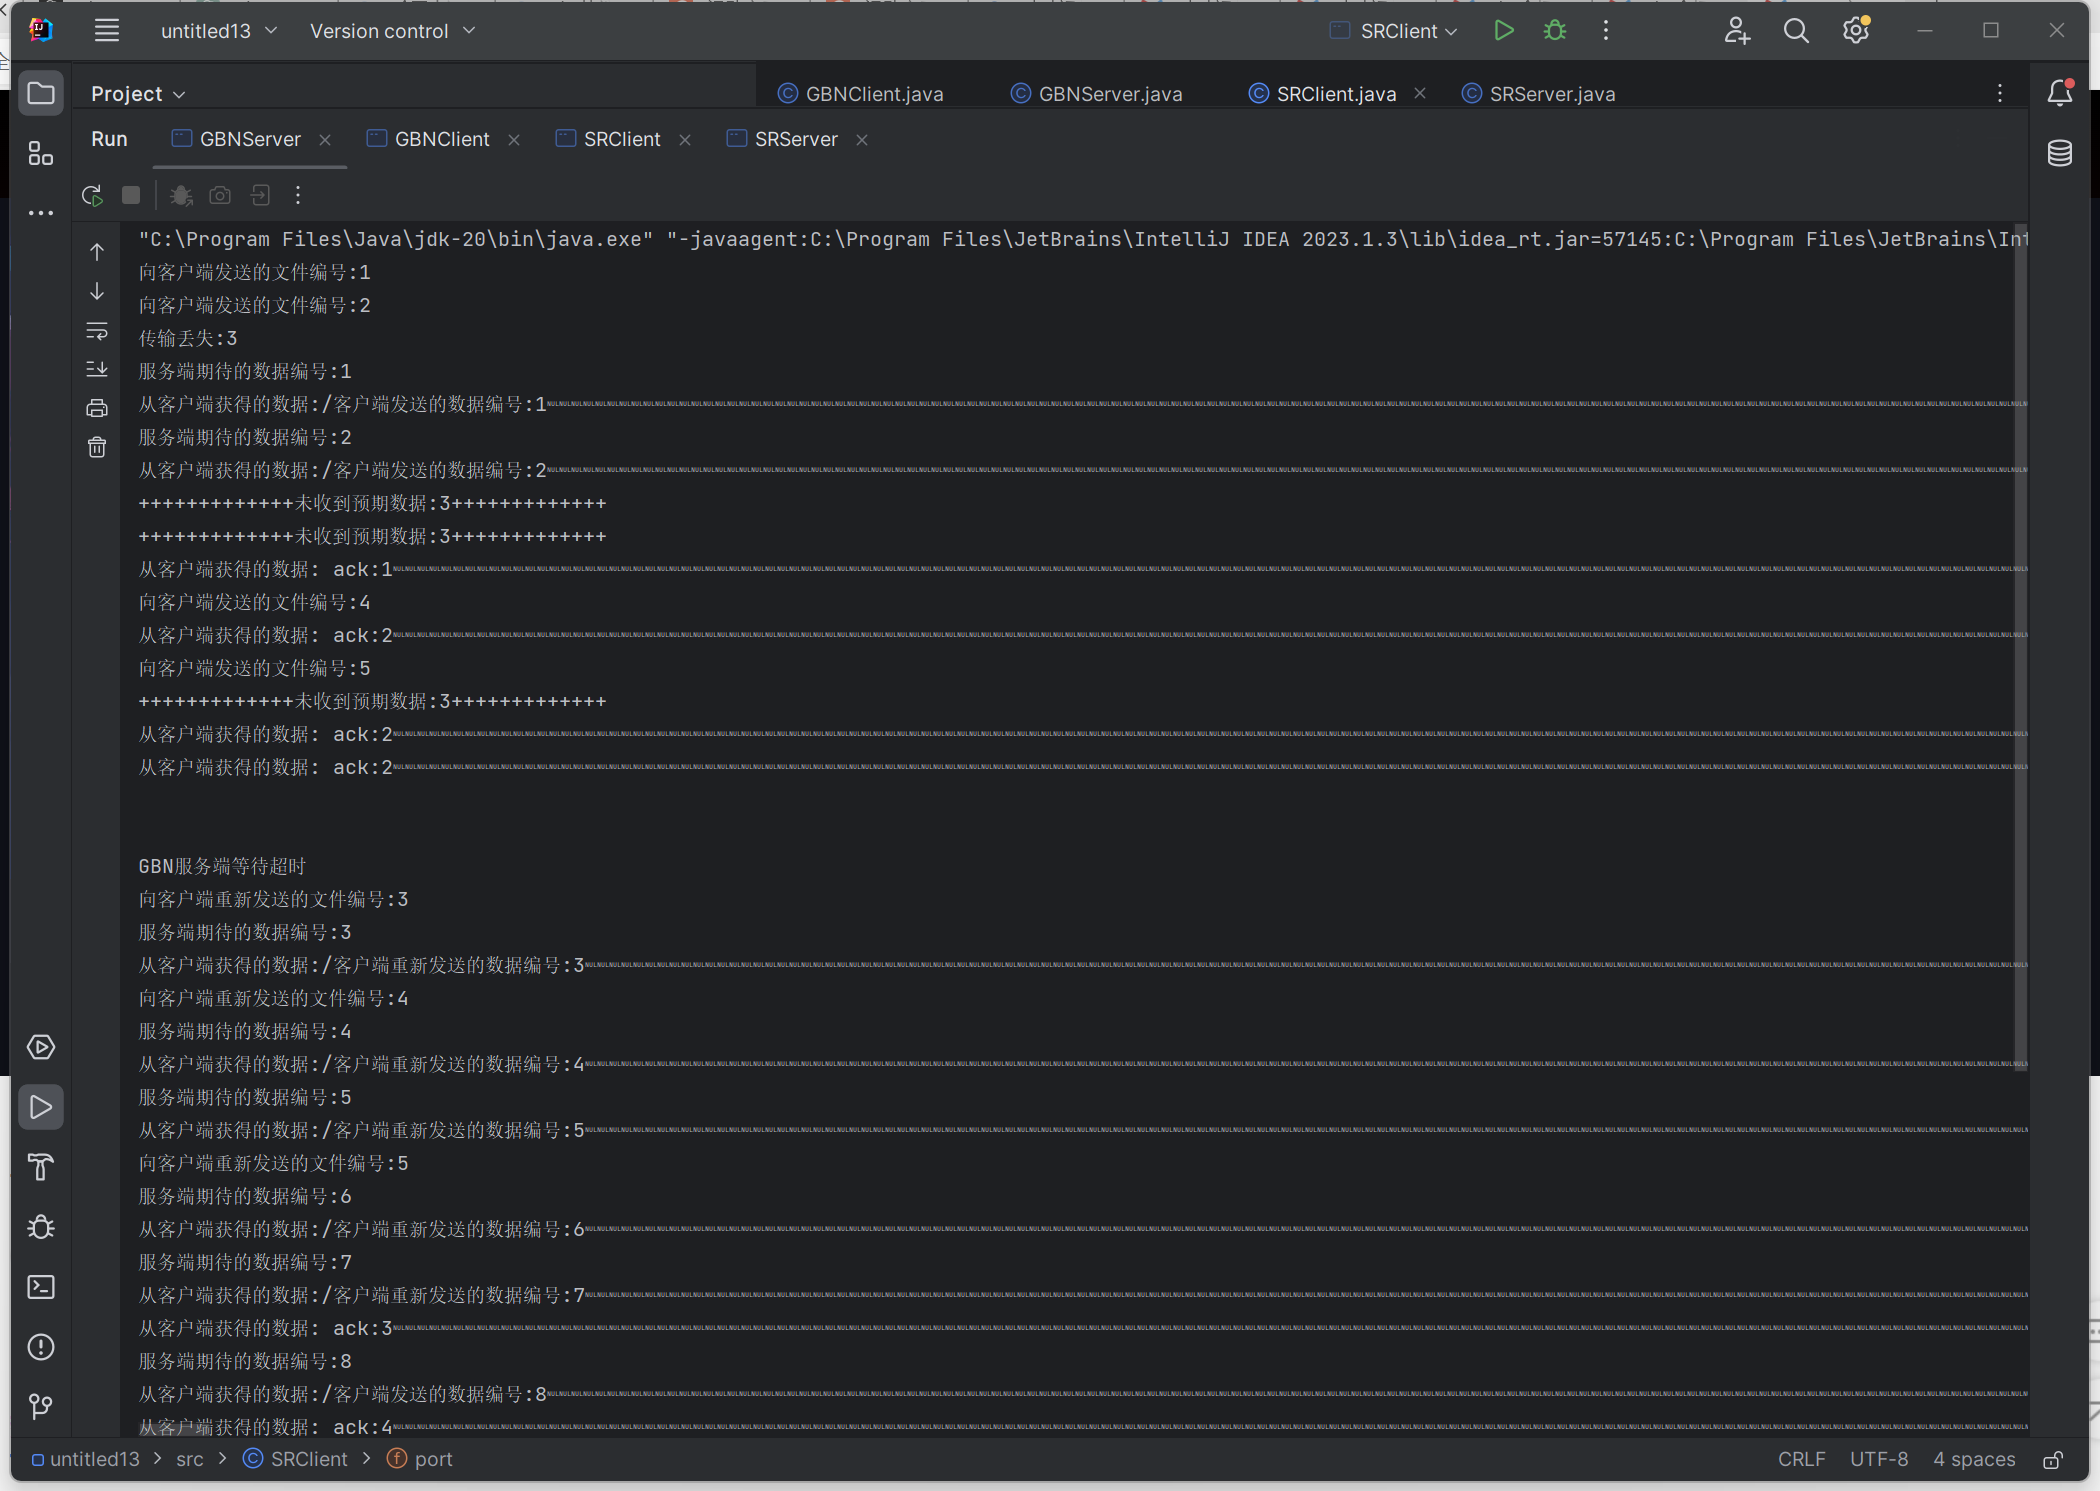 untitled13 Version control SRClient
Project GBNClient.java GBNServer.java SRClient.java SRServer.java
Run GBNServer GBNClient SRClient SRServer
"C:\Program Files\Java\jdk-20\bin\java.exe" "-javaagent:C:\Program Files\JetBrains\IntelliJ IDEA 2023.1.3\lib\idea_rt.jar=57145:C:\Program Files\JetBrains\Int
向客户端发送的文件编号:1
向客户端发送的文件编号:2
传输丢失:3
服务端期待的数据编号:1
从客户端获得的数据:/客户端发送的数据编号:1
服务端期待的数据编号:2
从客户端获得的数据:/客户端发送的数据编号:2
+++++++++++++未收到预期数据:3+++++++++++++
+++++++++++++未收到预期数据:3+++++++++++++
从客户端获得的数据: ack:1
向客户端发送的文件编号:4
从客户端获得的数据: ack:2
向客户端发送的文件编号:5
+++++++++++++未收到预期数据:3+++++++++++++
从客户端获得的数据: ack:2
从客户端获得的数据: ack:2
GBN服务端等待超时
向客户端重新发送的文件编号:3
服务端期待的数据编号:3
从客户端获得的数据:/客户端重新发送的数据编号:3
向客户端重新发送的文件编号:4
服务端期待的数据编号:4
从客户端获得的数据:/客户端重新发送的数据编号:4
服务端期待的数据编号:5
从客户端获得的数据:/客户端重新发送的数据编号:5
向客户端重新发送的文件编号:5
服务端期待的数据编号:6
从客户端获得的数据:/客户端重新发送的数据编号:6
服务端期待的数据编号:7
从客户端获得的数据:/客户端重新发送的数据编号:7
从客户端获得的数据: ack:3
服务端期待的数据编号:8
从客户端获得的数据:/客户端发送的数据编号:8
从客户端获得的数据: ack:4
untitled13 > src > SRClient > port CRLF UTF-8 4 spaces